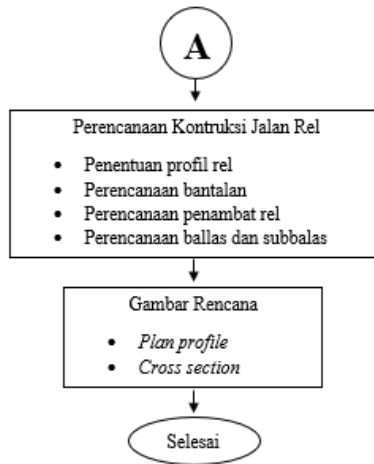 A
Perencanaan Kontruksi Jalan Rel
• Penentuan profil rel
• Perencanaan bantalan
• Perencanaan penambat rel
• Perencanaan ballas dan subbalas
Gambar Rencana
• Plan profile
• Cross section
Selesai